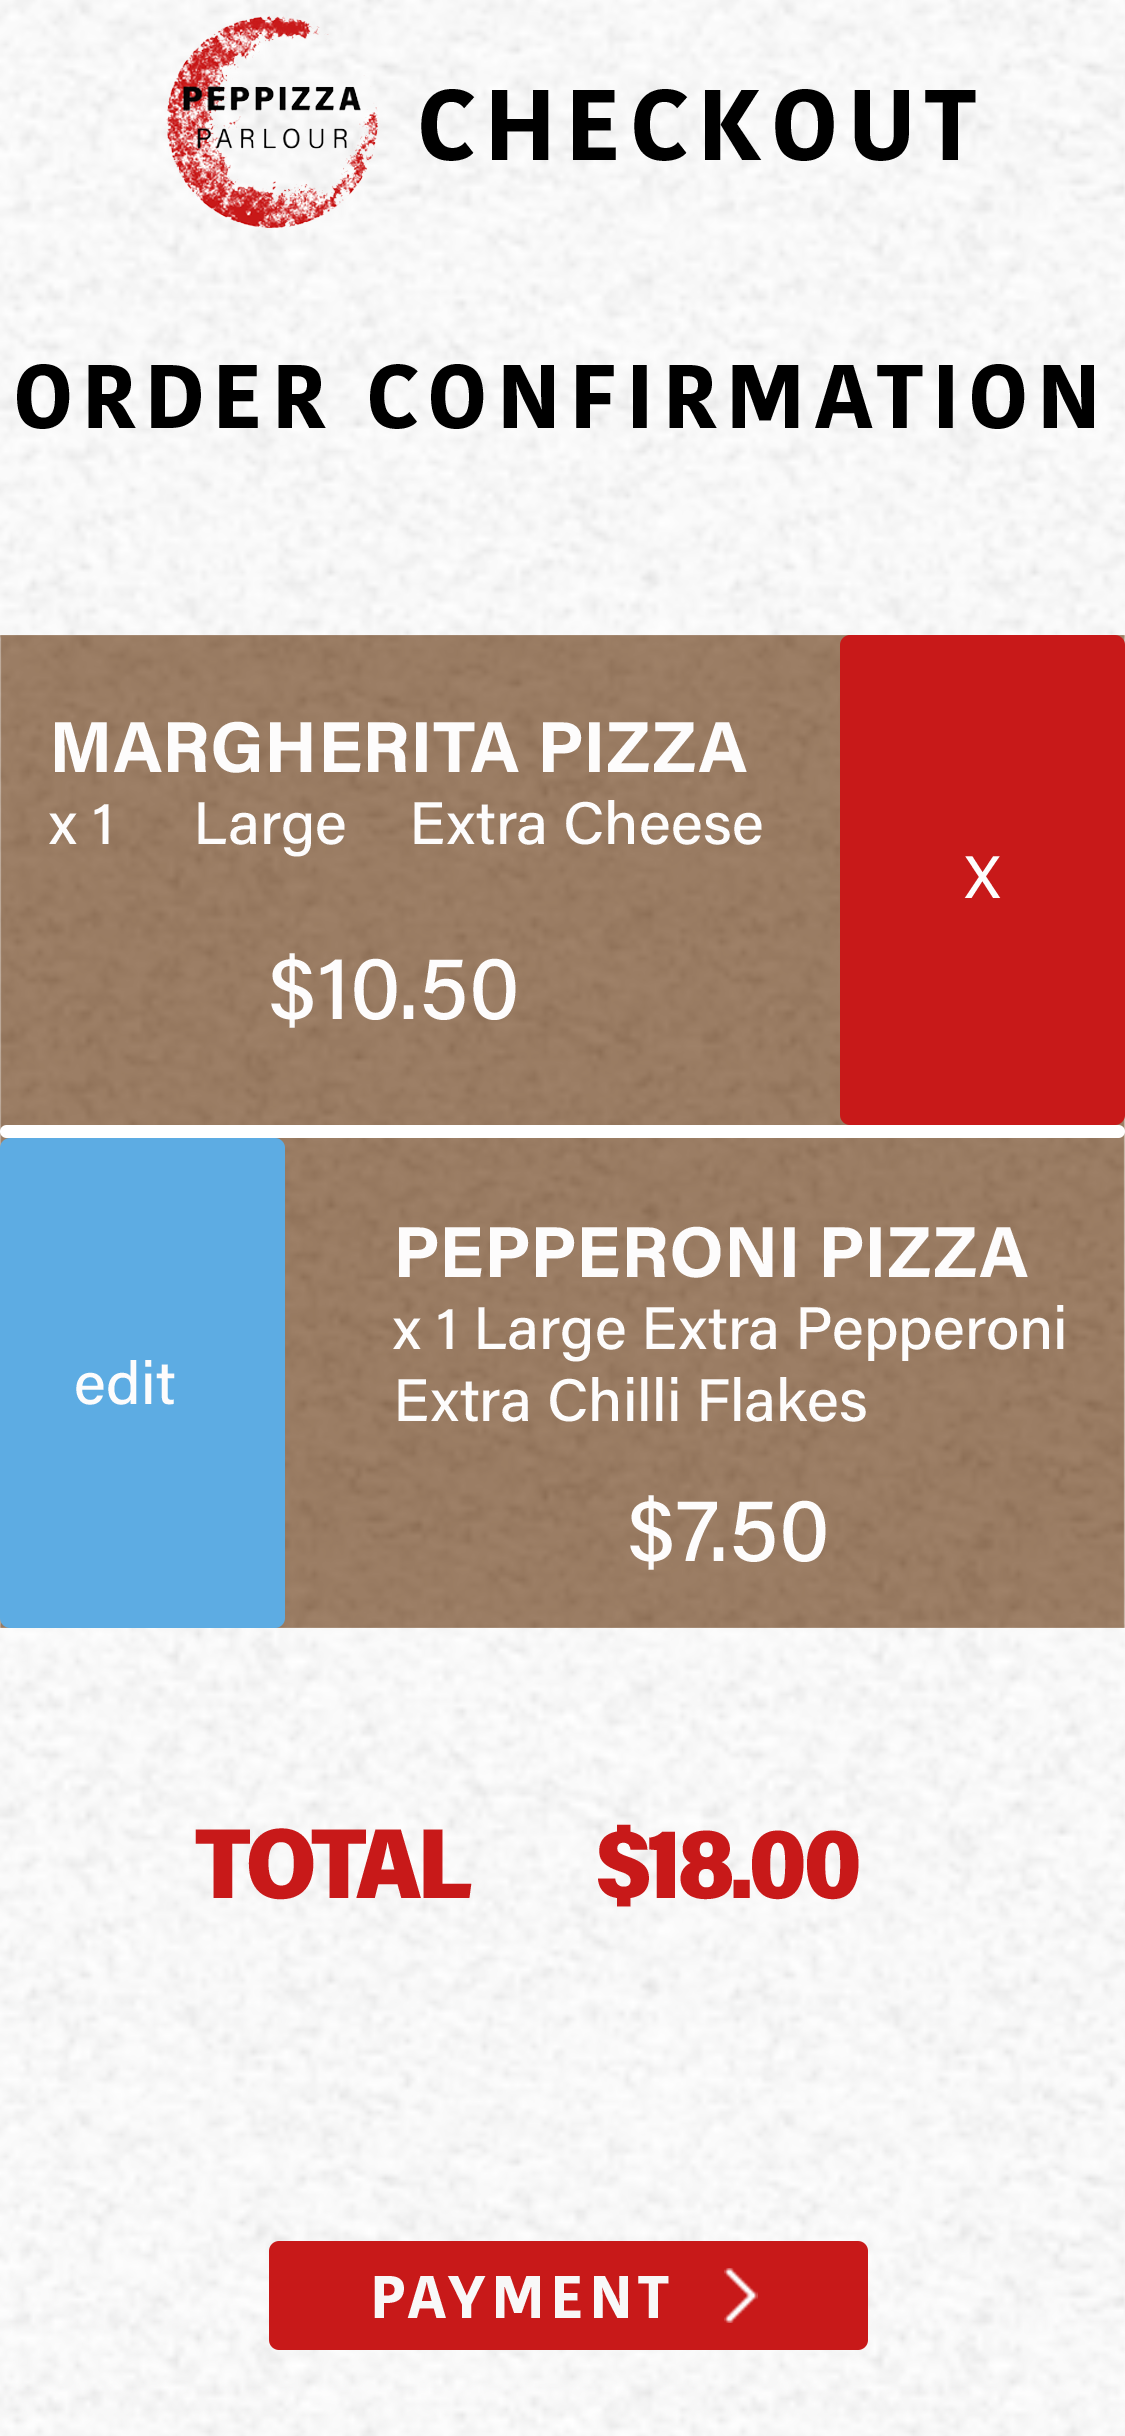 PEPPIZZA
PARLOUR
CHECKOUT
ORDER CONFIRMATION
MARGHERITA PIZZA
x 1 Large Extra Cheese
$10.50
X
edit
PEPPERONI PIZZA
x 1 Large Extra Pepperoni
Extra Chilli Flakes
$7.50
TOTAL $18.00
PAYMENT